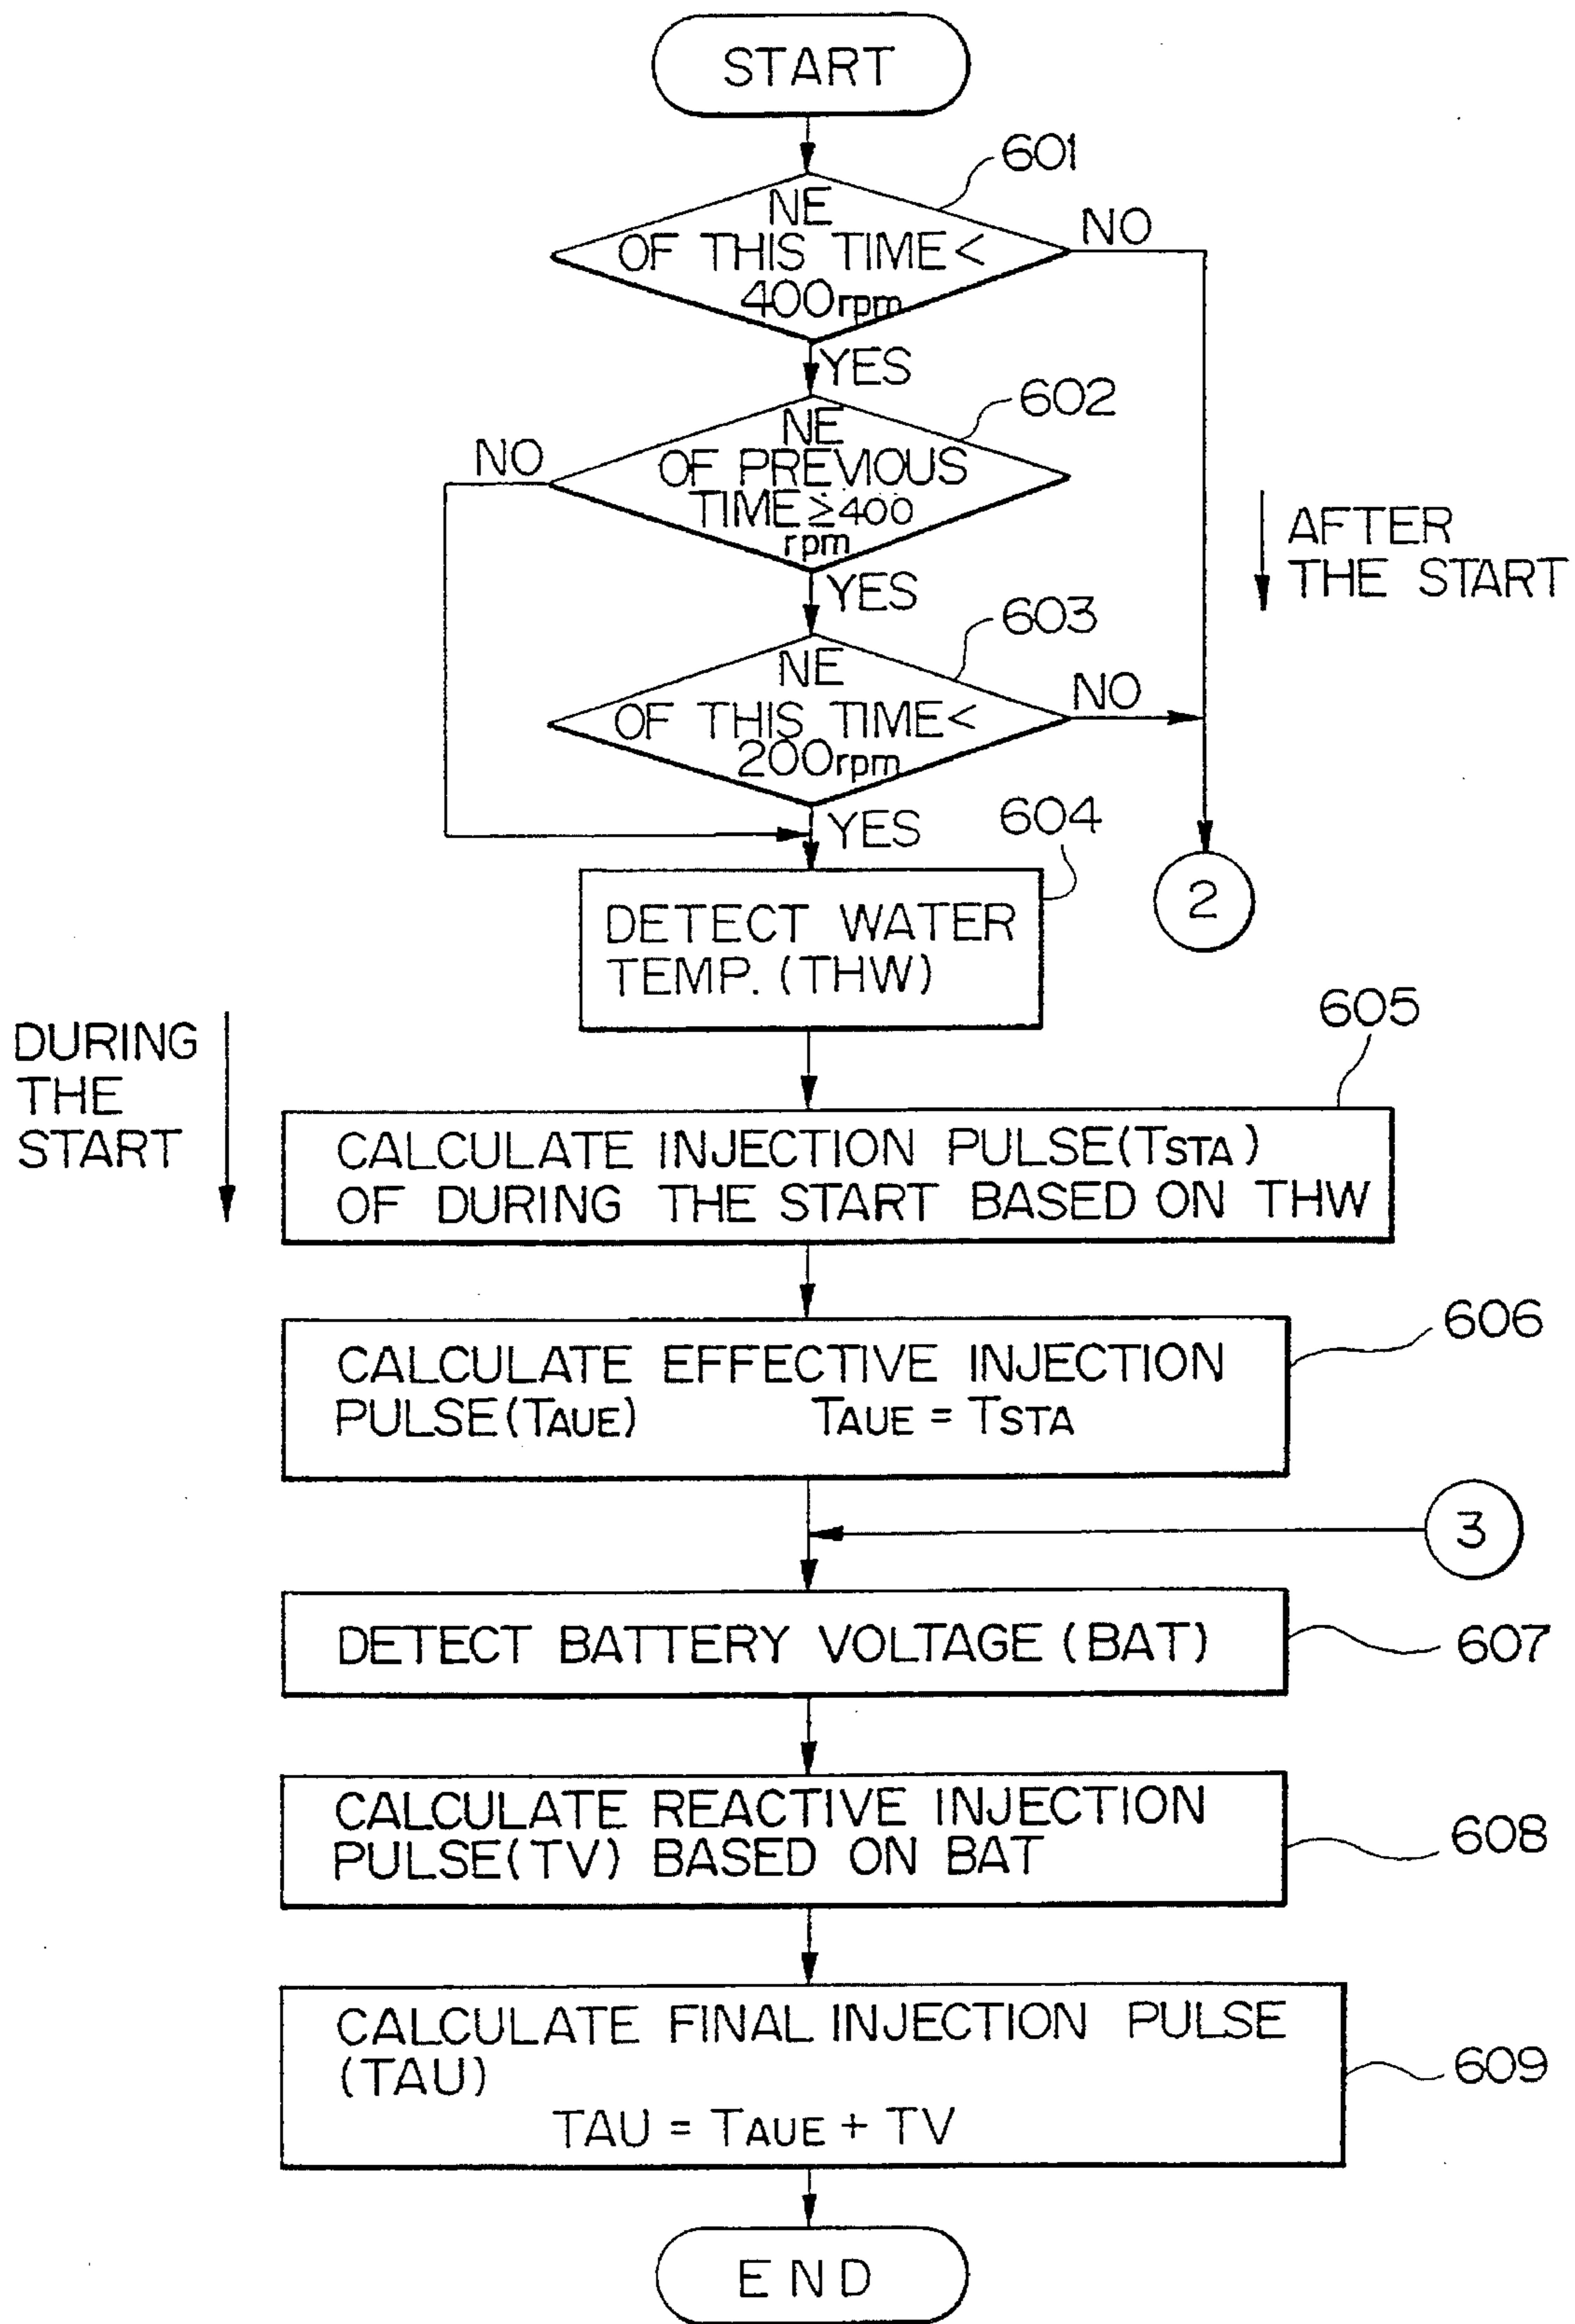 START
601
NE
OF THIS TIME <
400rpm
NO
YES
602
NE
OF PREVIOUS
TIME ≥ 400
rpm
NO
YES
AFTER
THE START
603
NE
OF THIS TIME <
200rpm
NO
YES
604
DETECT WATER
TEMP. (THW)
2
DURING
THE
START
605
CALCULATE INJECTION PULSE (TSTA)
OF DURING THE START BASED ON THW
606
CALCULATE EFFECTIVE INJECTION
PULSE (TAUE) TAUE = TSTA
3
DETECT BATTERY VOLTAGE (BAT)
607
CALCULATE REACTIVE INJECTION
PULSE (TV) BASED ON BAT
608
CALCULATE FINAL INJECTION PULSE
(TAU)
TAU = TAUE + TV
609
END